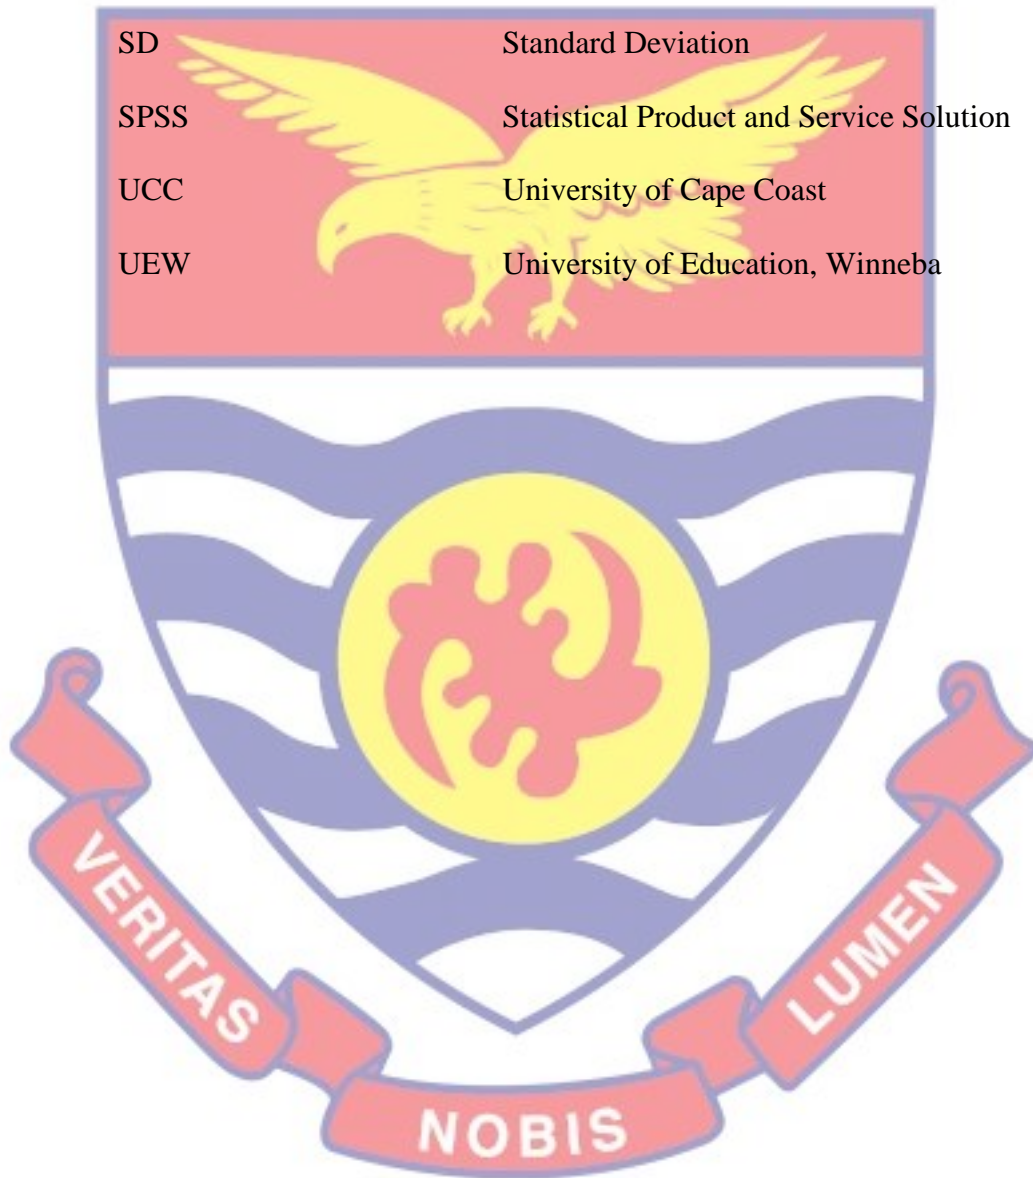 SD Standard Deviation
SPSS Statistical Product and Service Solution
UCC University of Cape Coast
UEW University of Education, Winneba
VERITAS
NOBIS
LUMEN